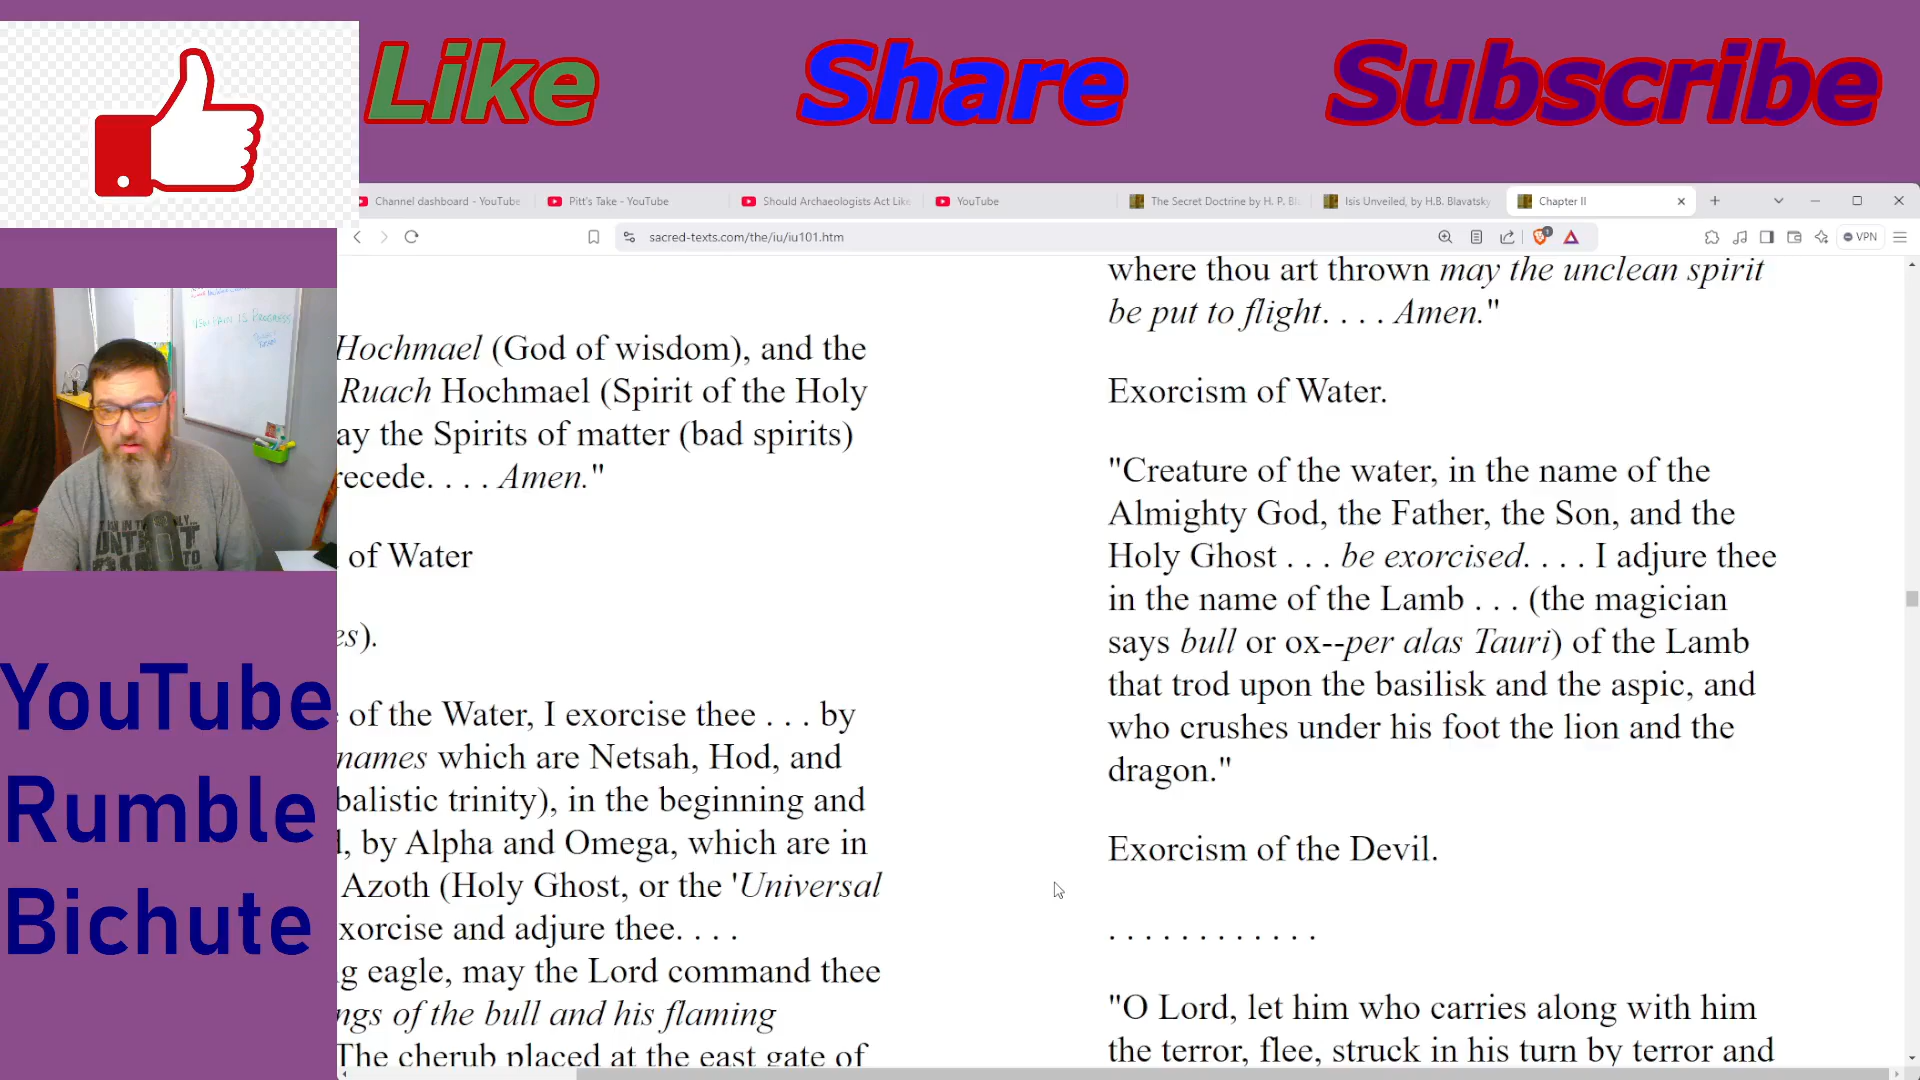 Like Share Subscribe
Channel dashboard - YouTube
Pitt's Take - YouTube
Should Archaeologists Act Like
YouTube
The Secret Doctrine by H. P. Bl
Isis Unveiled, by H.B. Blavatsky
Chapter II
sacred-texts.com/the/iu/iu101.htm
1
VPN
YouTube
Rumble
Bichute
Hochmael (God of wisdom), and the
Ruach Hochmael (Spirit of the Holy
ay the Spirits of matter (bad spirits)
recede. . . . Amen."
of Water
es).
of the Water, I exorcise thee . . . by
names which are Netsah, Hod, and
balistic trinity), in the beginning and
d, by Alpha and Omega, which are in
Azoth (Holy Ghost, or the 'Universal
xorcise and adjure thee. . . .
g eagle, may the Lord command thee
ngs of the bull and his flaming
The cherub placed at the east gate of
where thou art thrown may the unclean spirit
be put to flight. . . . Amen."
Exorcism of Water.
"Creature of the water, in the name of the
Almighty God, the Father, the Son, and the
Holy Ghost . . . be exorcised. . . . I adjure thee
in the name of the Lamb . . . (the magician
says bull or ox--per alas Tauri) of the Lamb
that trod upon the basilisk and the aspic, and
who crushes under his foot the lion and the
dragon."
Exorcism of the Devil.
. . . . . . . . . . . .
"O Lord, let him who carries along with him
the terror, flee, struck in his turn by terror and